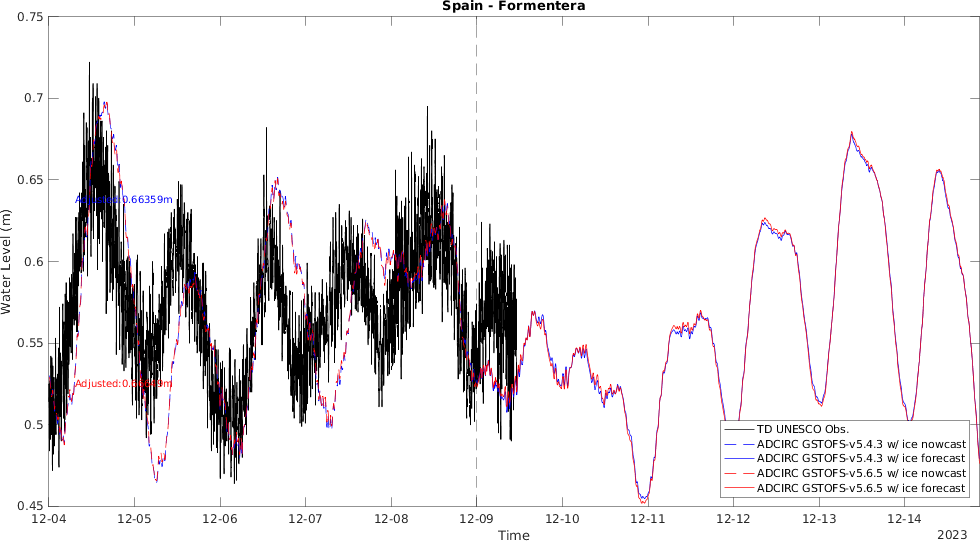 Spain - Formentera
0.75
0.7
0.65
0.6
0.55
0.5
0.45
Water Level (m)
Adjusted:0.66359m
12-04
12-05
12-06
12-07
12-08
12-09
12-10
12-11
12-12
12-13
12-14
Time
2023
TD UNESCO Obs.
ADCIRC GSTOFS-v5.4.3 w/ ice nowcast
ADCIRC GSTOFS-v5.4.3 w/ ice forecast
ADCIRC GSTOFS-v5.6.5 w/ ice nowcast
ADCIRC GSTOFS-v5.6.5 w/ ice forecast